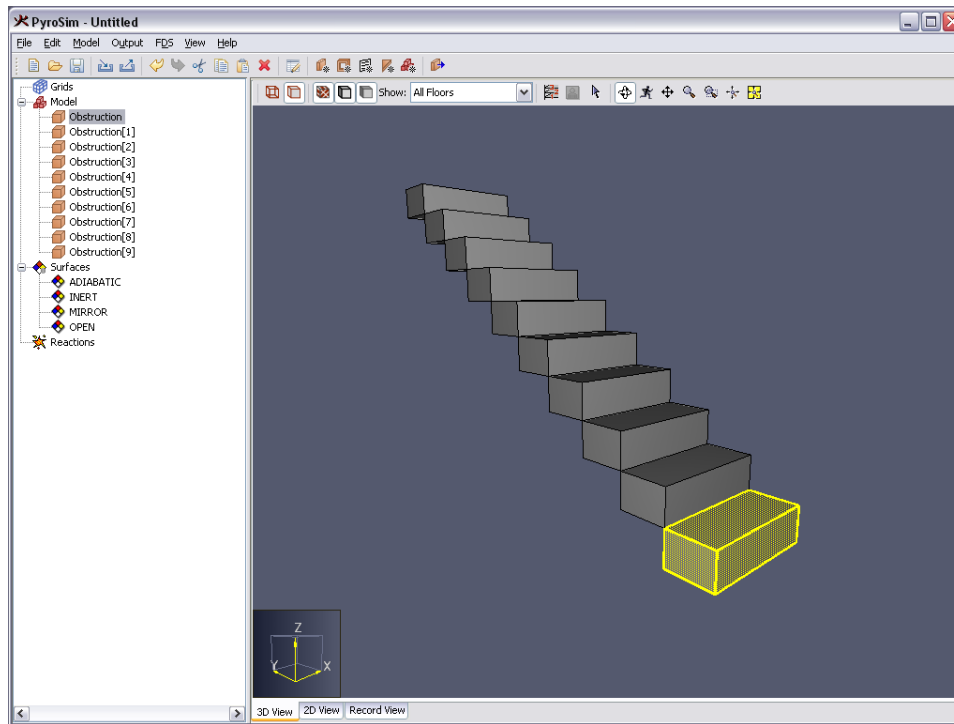 PyroSim - Untitled
File Edit Model Output FDS View Help
Show: All Floors
Grids
Model
Obstruction
Obstruction[1]
Obstruction[2]
Obstruction[3]
Obstruction[4]
Obstruction[5]
Obstruction[6]
Obstruction[7]
Obstruction[8]
Obstruction[9]
Surfaces
ADIABATIC
INERT
MIRROR
OPEN
Reactions
Z
Y X
3D View 2D View Record View